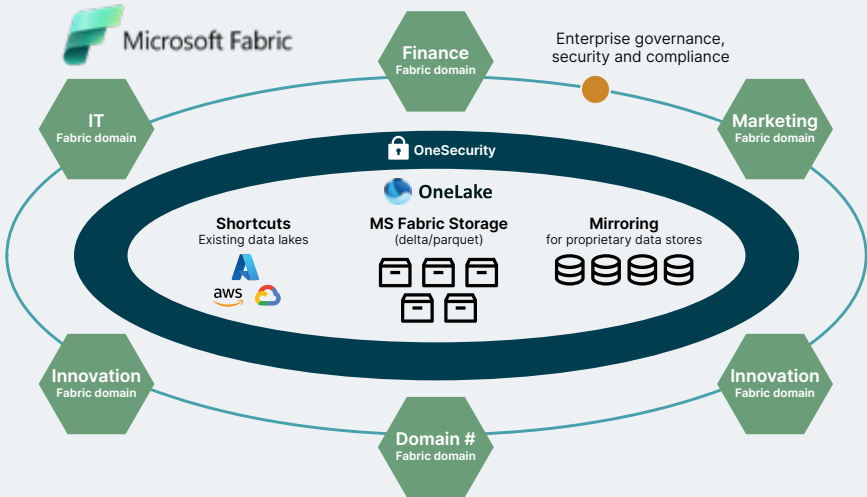 Microsoft Fabric
Finance
Fabric domain
Enterprise governance,
security and compliance
IT
Fabric domain
Marketing
Fabric domain
OneSecurity
OneLake
Shortcuts
Existing data lakes
MS Fabric Storage
(delta/parquet)
Mirroring
for proprietary data stores
aws
Innovation
Fabric domain
Innovation
Fabric domain
Domain #
Fabric domain